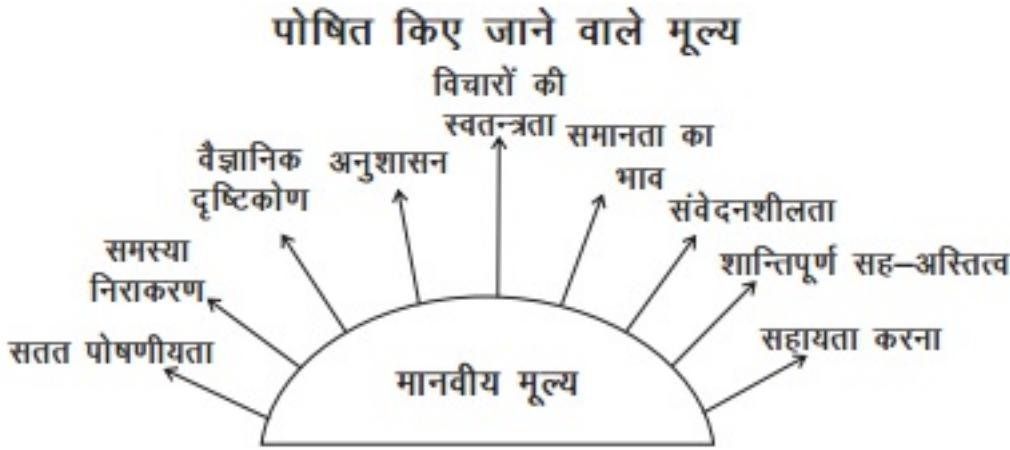 पोषित किए जाने वाले मूल्य
विचारों की
स्वतन्त्रता
समानता का
भाव
वैज्ञानिक
दृष्टिकोण
अनुशासन
संवेदनशीलता
समस्या
निराकरण
शान्तिपूर्ण सह–अस्तित्व
सतत पोषणीयता
सहायता करना
मानवीय मूल्य